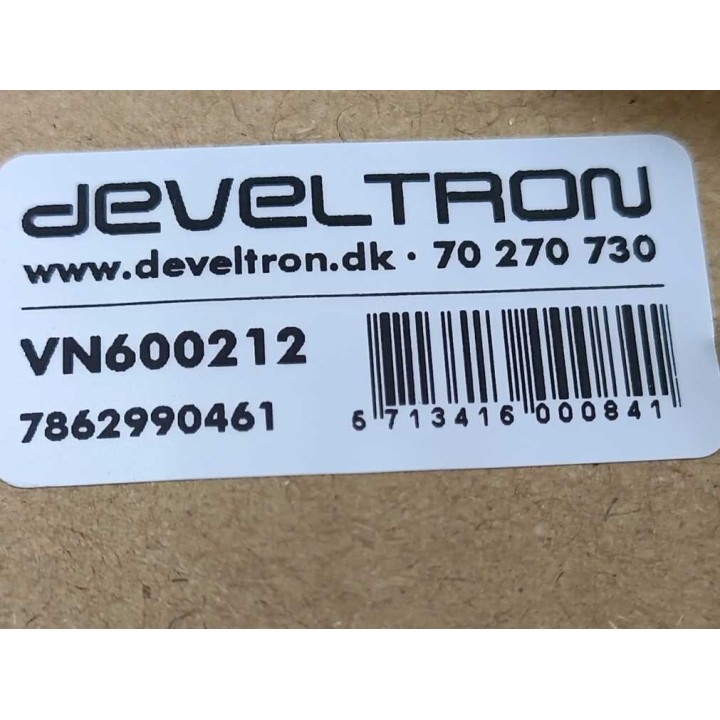 develTRON
www.develtron.dk · 70 270 730
VN600212
7862990461
6 713416 000841